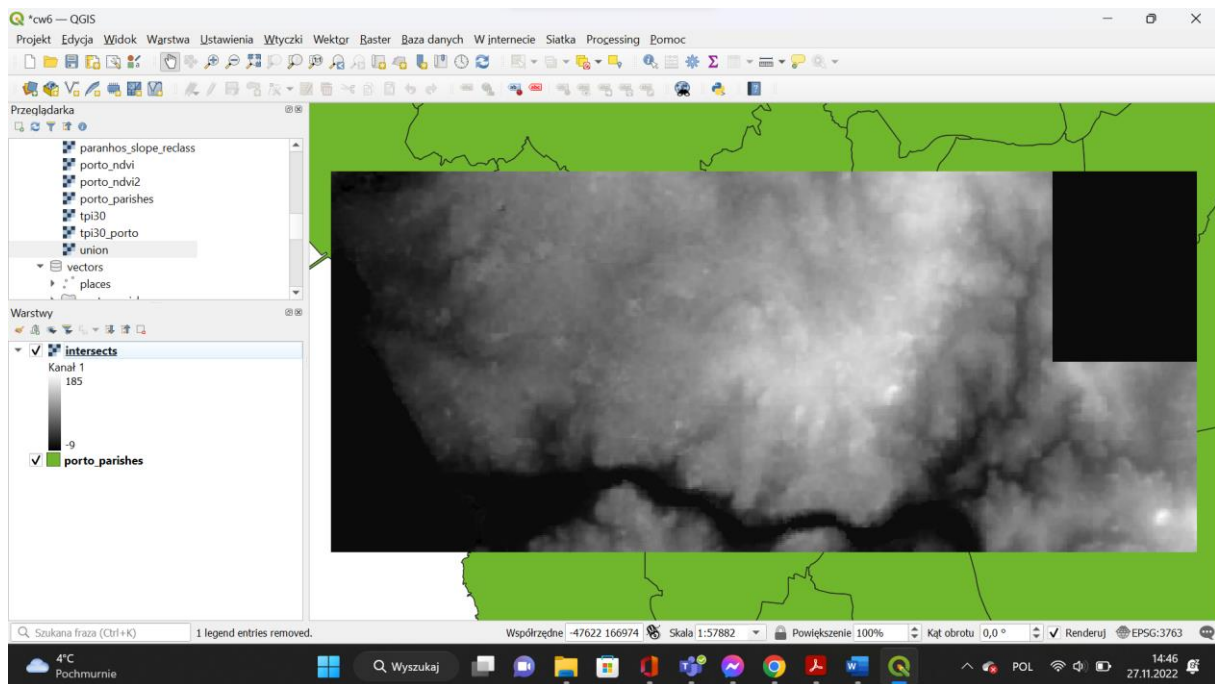 *cw6 — QGIS
Projekt Edycja Widok Warstwa Ustawienia Wtyczki Wektor Raster Baza danych W internecie Siatka Processing Pomoc
Przeglądarka
paranhos_slope_reclass
porto_ndvi
porto_ndvi2
porto_parishes
tpi30
tpi30_porto
union
vectors
places
Warstwy
intersects
Kanał 1
185
-9
porto_parishes
Szukana fraza (Ctrl+K) 1 legend entries removed. Współrzędne -47622 166974 Skala 1:57882 Powiększenie 100% Kąt obrotu 0,0 ° Renderuj EPSG:3763
4°C
Pochmurnie
Wyszukaj
POL
14:46
27.11.2022